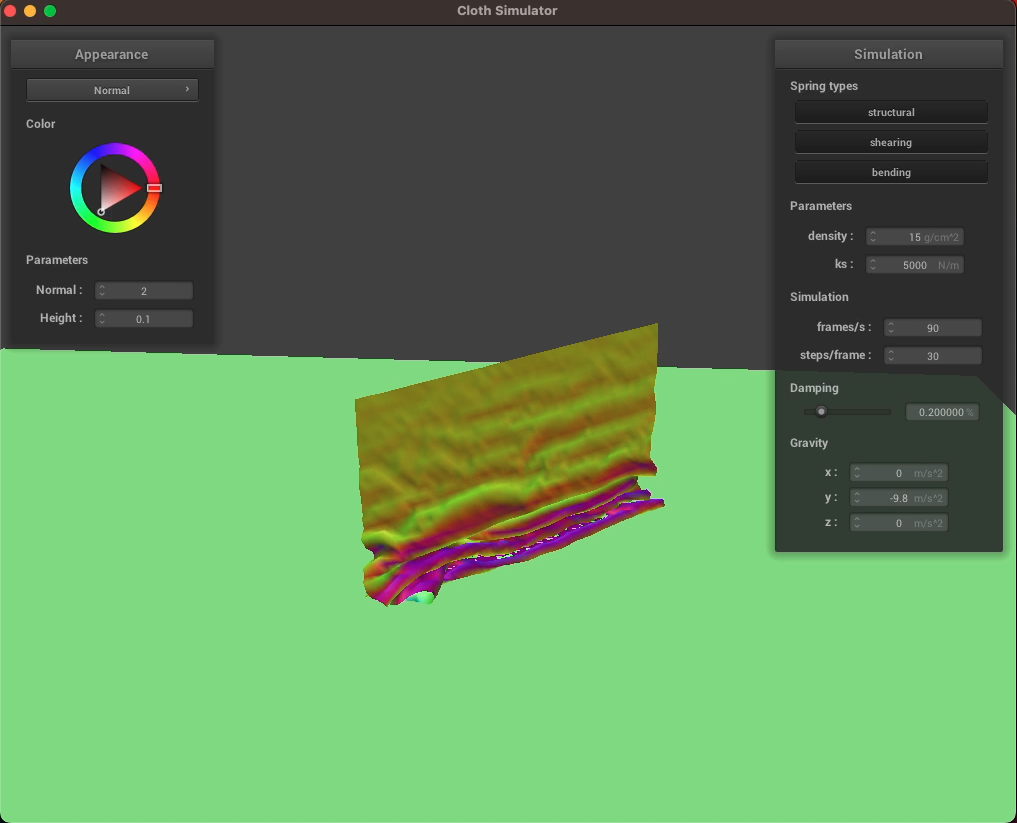 Cloth Simulator
Appearance
Normal ›
Color
Parameters
Normal : 2
Height : 0.1
Simulation
Spring types
structural
shearing
bending
Parameters
density : 15 g/cm^2
ks : 5000 N/m
Simulation
frames/s : 90
steps/frame : 30
Damping
0.200000 %
Gravity
x : 0 m/s^2
y : -9.8 m/s^2
z : 0 m/s^2